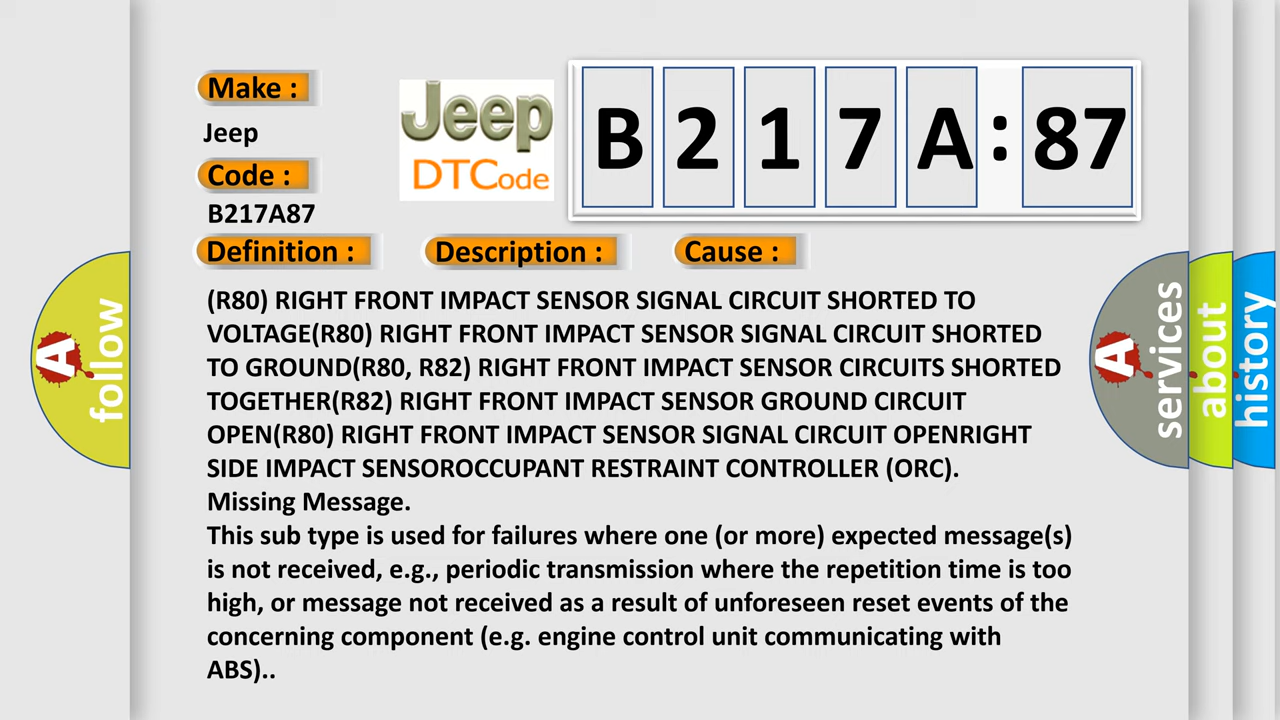 Make :
Jeep
Code :
B217A87
Jeep
DTCode
B217A:87
Definition :
Description :
Cause :
(R80) RIGHT FRONT IMPACT SENSOR SIGNAL CIRCUIT SHORTED TO
VOLTAGE(R80) RIGHT FRONT IMPACT SENSOR SIGNAL CIRCUIT SHORTED
TO GROUND(R80, R82) RIGHT FRONT IMPACT SENSOR CIRCUITS SHORTED
TOGETHER(R82) RIGHT FRONT IMPACT SENSOR GROUND CIRCUIT
OPEN(R80) RIGHT FRONT IMPACT SENSOR SIGNAL CIRCUIT OPENRIGHT
SIDE IMPACT SENSOROCCUPANT RESTRAINT CONTROLLER (ORC).
Missing Message.
This sub type is used for failures where one (or more) expected message(s)
is not received, e.g., periodic transmission where the repetition time is too
high, or message not received as a result of unforeseen reset events of the
concerning component (e.g. engine control unit communicating with
ABS)..
A
follow
A
services
about
history